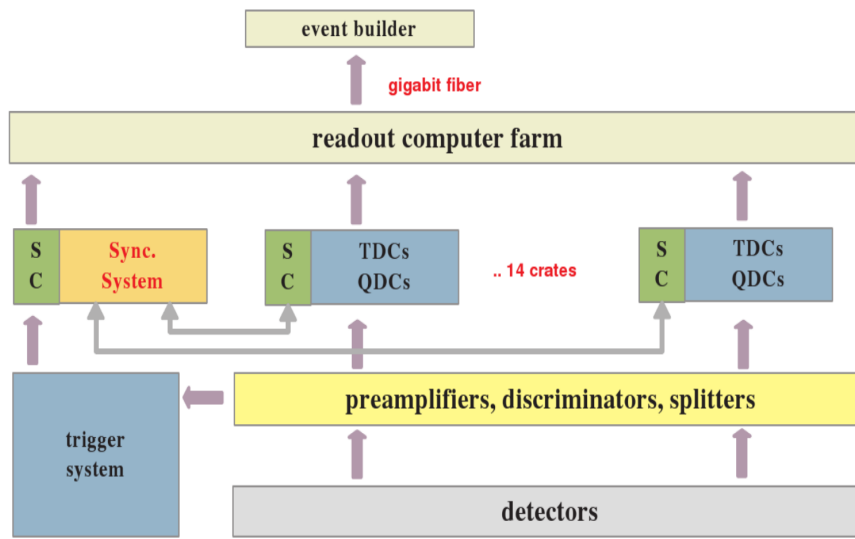 event builder
gigabit fiber
readout computer farm
S
C
Sync.
System
S
C
TDCs
QDCs
.. 14 crates
S
C
TDCs
QDCs
trigger
system
preamplifiers, discriminators, splitters
detectors